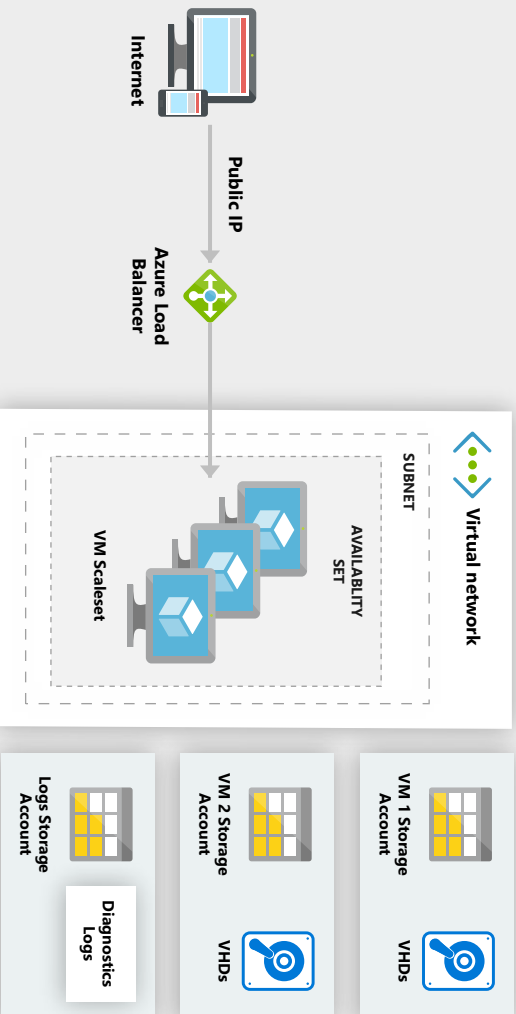 Internet
Public IP
Azure Load
Balancer
Virtual network
SUBNET
AVAILABLITY
SET
VM Scaleset
VM 1 Storage
Account
VHDs
VM 2 Storage
Account
VHDs
Logs Storage
Account
Diagnostics
Logs